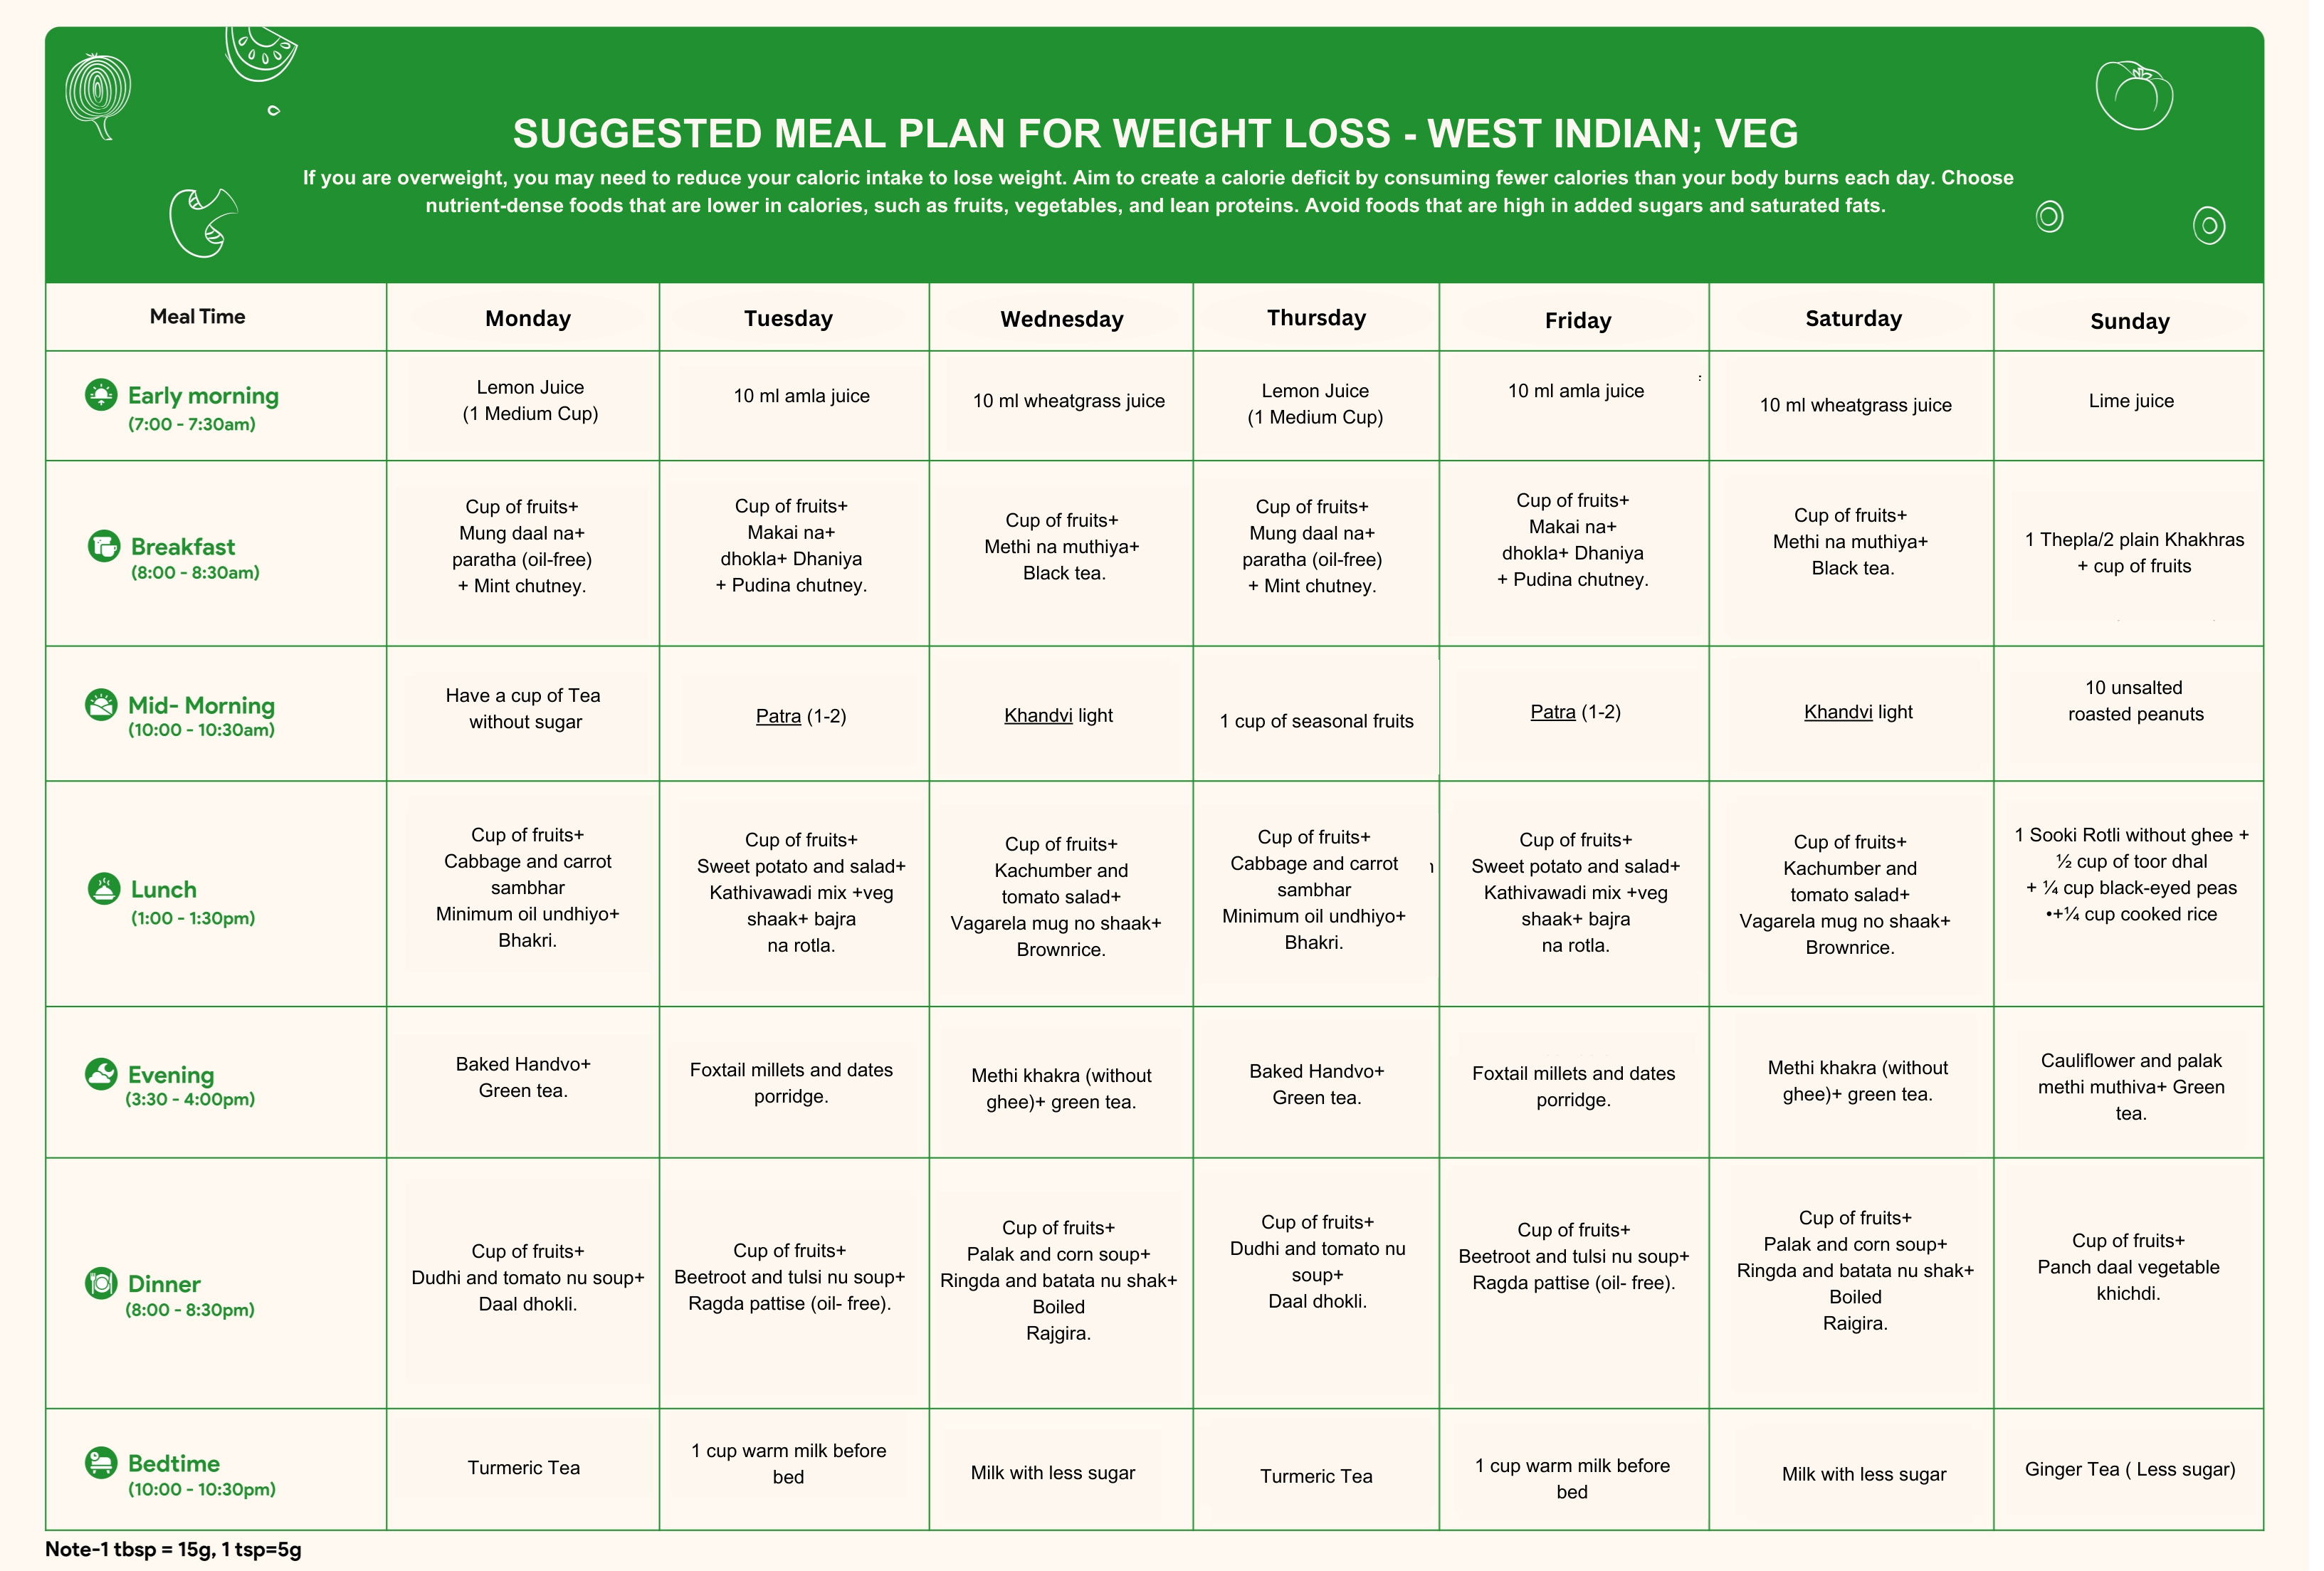 SUGGESTED MEAL PLAN FOR WEIGHT LOSS - WEST INDIAN; VEG
If you are overweight, you may need to reduce your caloric intake to lose weight. Aim to create a calorie deficit by consuming fewer calories than your body burns each day. Choose
nutrient-dense foods that are lower in calories, such as fruits, vegetables, and lean proteins. Avoid foods that are high in added sugars and saturated fats.
Meal Time
Monday
Tuesday
Wednesday
Thursday
Friday
Saturday
Sunday
Early morning
(7:00 - 7:30am)
Lemon Juice
(1 Medium Cup)
10 ml amla juice
10 ml wheatgrass juice
Lemon Juice
(1 Medium Cup)
10 ml amla juice
10 ml wheatgrass juice
Lime juice
Breakfast
(8:00 - 8:30am)
Cup of fruits+
Mung daal na+
paratha (oil-free)
+ Mint chutney.
Cup of fruits+
Makai na+
dhokla+ Dhaniya
+ Pudina chutney.
Cup of fruits+
Methi na muthiya+
Black tea.
Cup of fruits+
Mung daal na+
paratha (oil-free)
+ Mint chutney.
Cup of fruits+
Makai na+
dhokla+ Dhaniya
+ Pudina chutney.
Cup of fruits+
Methi na muthiya+
Black tea.
1 Thepla/2 plain Khakhras
+ cup of fruits
Mid- Morning
(10:00 - 10:30am)
Have a cup of Tea
without sugar
Patra (1-2)
Khandvi light
1 cup of seasonal fruits
Patra (1-2)
Khandvi light
10 unsalted
roasted peanuts
Lunch
(1:00 - 1:30pm)
Cup of fruits+
Cabbage and carrot
sambhar
Minimum oil undhiyo+
Bhakri.
Cup of fruits+
Sweet potato and salad+
Kathivawadi mix +veg
shaak+ bajra
na rotla.
Cup of fruits+
Kachumber and
tomato salad+
Vagarela mug no shaak+
Brownrice.
Cup of fruits+
Cabbage and carrot
sambhar
Minimum oil undhiyo+
Bhakri.
Cup of fruits+
Sweet potato and salad+
Kathivawadi mix +veg
shaak+ bajra
na rotla.
Cup of fruits+
Kachumber and
tomato salad+
Vagarela mug no shaak+
Brownrice.
1 Sooki Rotli without ghee +
½ cup of toor dhal
+ ¼ cup black-eyed peas
•+¼ cup cooked rice
Evening
(3:30 - 4:00pm)
Baked Handvo+
Green tea.
Foxtail millets and dates
porridge.
Methi khakra (without
ghee)+ green tea.
Baked Handvo+
Green tea.
Foxtail millets and dates
porridge.
Methi khakra (without
ghee)+ green tea.
Cauliflower and palak
methi muthiva+ Green
tea.
Dinner
(8:00 - 8:30pm)
Cup of fruits+
Dudhi and tomato nu soup+
Daal dhokli.
Cup of fruits+
Beetroot and tulsi nu soup+
Ragda pattise (oil- free).
Cup of fruits+
Palak and corn soup+
Ringda and batata nu shak+
Boiled
Rajgira.
Cup of fruits+
Dudhi and tomato nu
soup+
Daal dhokli.
Cup of fruits+
Beetroot and tulsi nu soup+
Ragda pattise (oil- free).
Cup of fruits+
Palak and corn soup+
Ringda and batata nu shak+
Boiled
Raigira.
Cup of fruits+
Panch daal vegetable
khichdi.
Bedtime
(10:00 - 10:30pm)
Turmeric Tea
1 cup warm milk before
bed
Milk with less sugar
Turmeric Tea
1 cup warm milk before
bed
Milk with less sugar
Ginger Tea ( Less sugar)
Note-1 tbsp = 15g, 1 tsp=5g